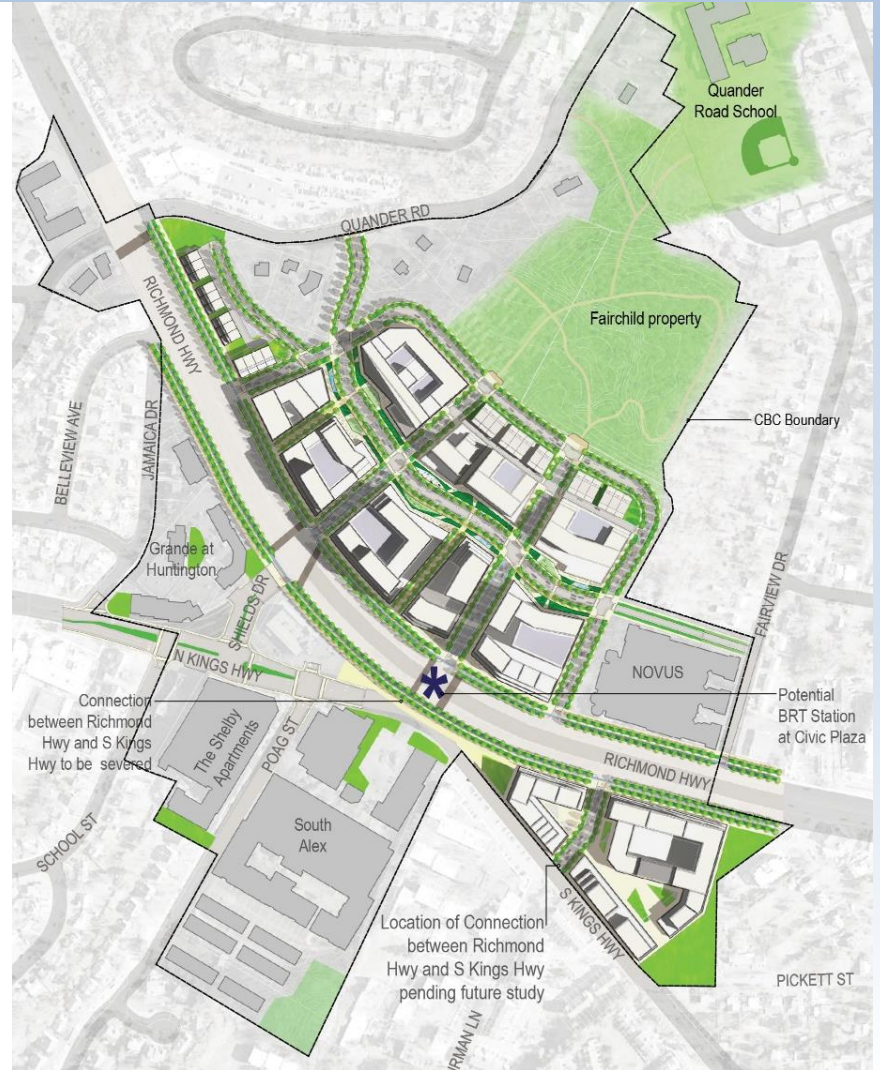 Quander
Road School
QUANDER RD
RICHMOND HWY
Fairchild property
CBC Boundary
BELLEVIEW AVE
JAMAICA DR
Grande at
Huntington
SHIELDS DR
FAIRVIEW DR
N KINGS HWY
NOVUS
Connection
between Richmond
Hwy and S Kings
Hwy to be severed
*
Potential
BRT Station
at Civic Plaza
The Shelby
Apartments
POAG ST
RICHMOND HWY
SCHOOL ST
South
Alex
S KINGS HWY
Location of Connection
between Richmond
Hwy and S Kings Hwy
pending future study
PICKETT ST
RMAN LN